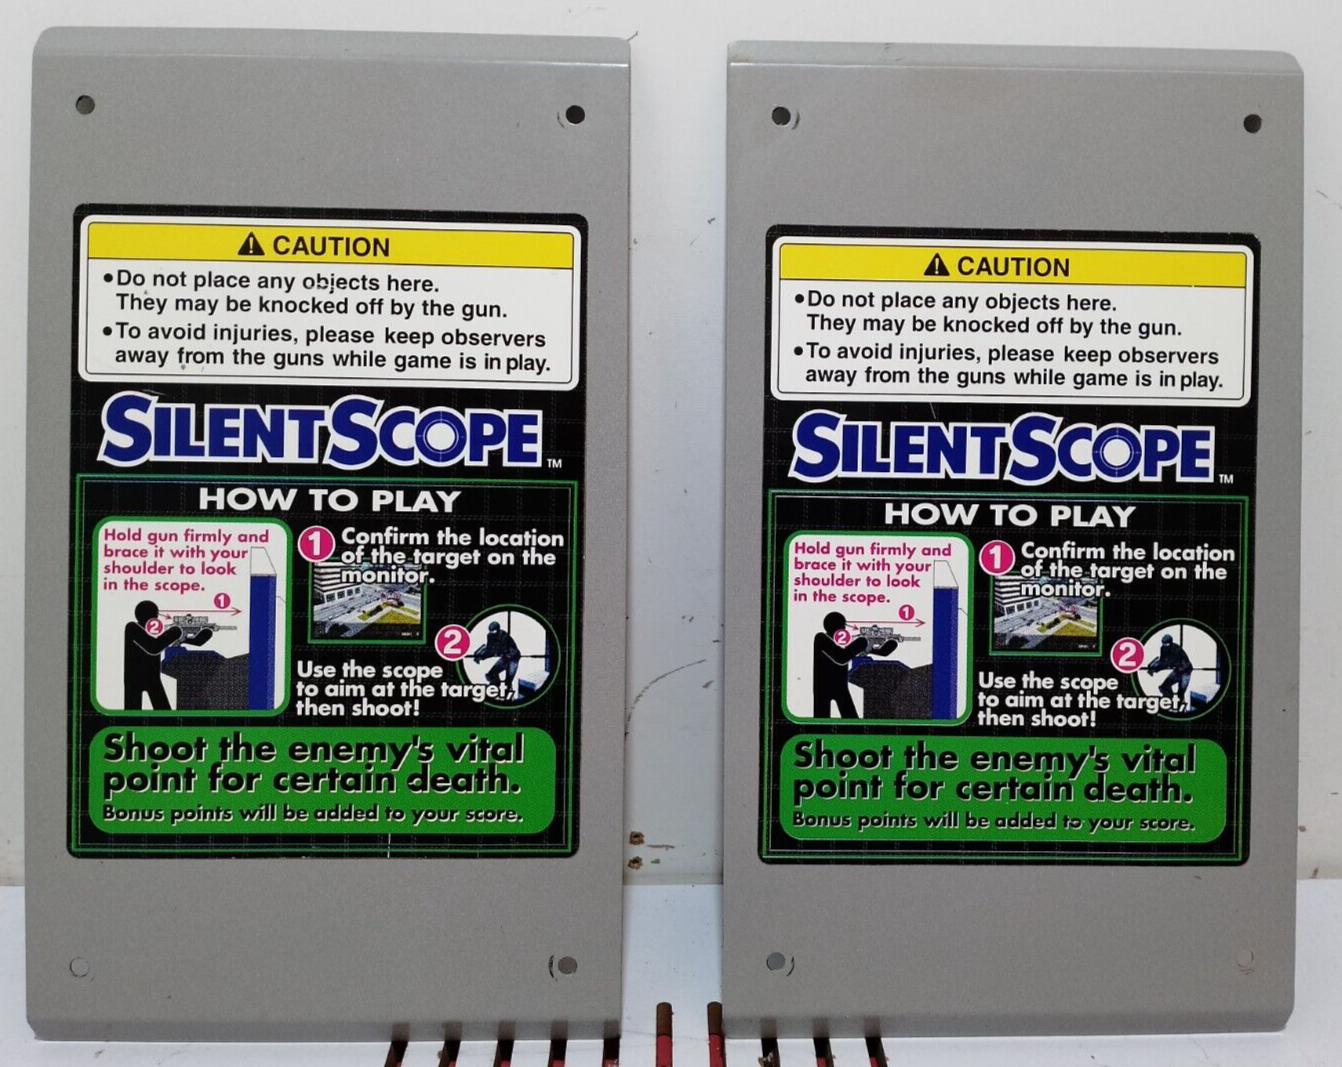 ⚠ CAUTION
•Do not place any objects here.
They may be knocked off by the gun.
•To avoid injuries, please keep observers
away from the guns while game is in play.
SILENT SCOPE™
HOW TO PLAY
Hold gun firmly and
brace it with your
shoulder to look
in the scope.
1
2
1 Confirm the location
of the target on the
monitor.
2
Use the scope
to aim at the target,
then shoot!
Shoot the enemy's vital
point for certain death.
Bonus points will be added to your score.
⚠ CAUTION
•Do not place any objects here.
They may be knocked off by the gun.
•To avoid injuries, please keep observers
away from the guns while game is in play.
SILENT SCOPE™
HOW TO PLAY
Hold gun firmly and
brace it with your
shoulder to look
in the scope.
1
2
1 Confirm the location
of the target on the
monitor.
2
Use the scope
to aim at the target,
then shoot!
Shoot the enemy's vital
point for certain death.
Bonus points will be added to your score.